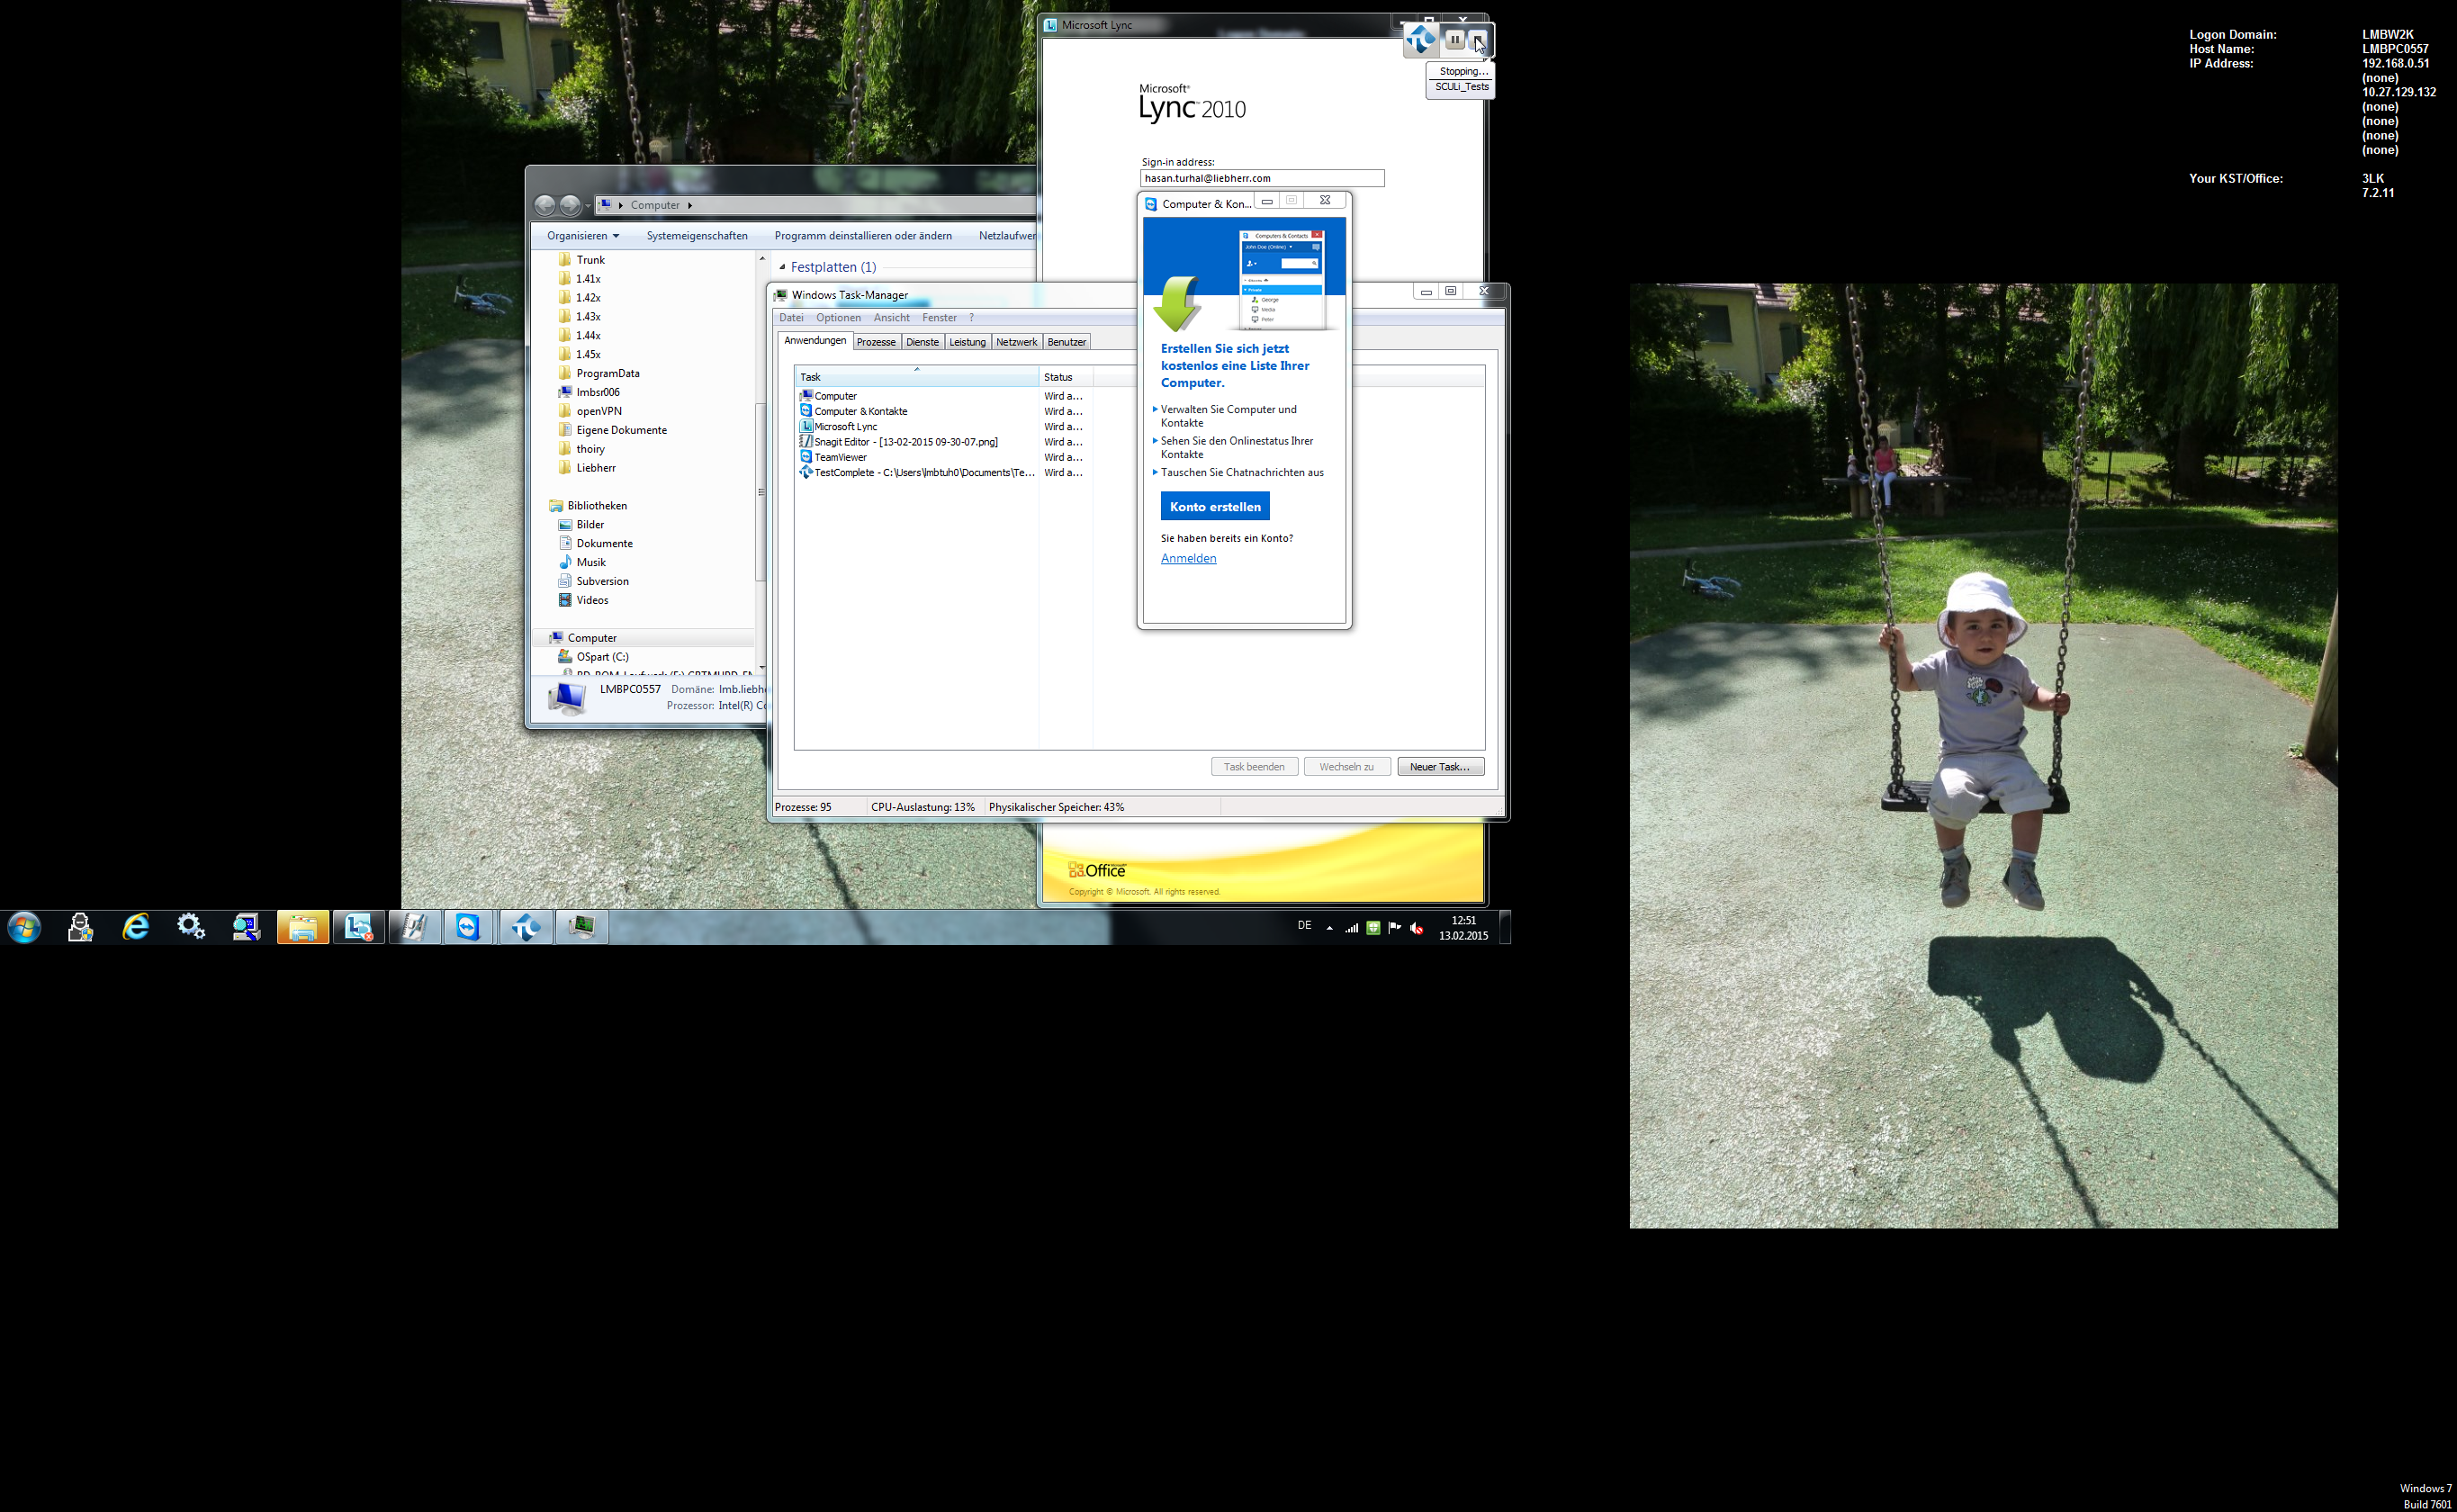 Microsoft Lync
Stopping...
SCULi_Tests
Microsoft®
Lync 2010
Sign-in address:
hasan.turhal@liebherr.com
Logon Domain: LMBW2K
Host Name: LMBPC0557
IP Address: 192.168.0.51
(none)
10.27.129.132
(none)
(none)
(none)
(none)
Your KST/Office: 3LK
7.2.11
Computer
Organisieren Systemeigenschaften Programm deinstallieren oder ändern Netzlaufwer
Trunk
1.41x
1.42x
1.43x
1.44x
1.45x
ProgramData
lmbsr006
openVPN
Eigene Dokumente
thoiry
Liebherr
Bibliotheken
Bilder
Dokumente
Musik
Subversion
Videos
Computer
OSpart (C:)
Festplatten (1)
LMBPC0557 Domäne: lmb.liebh
Prozessor: Intel(R) C
Computer & Kon...
Computers & Contacts
John Doe (Online)
Private
George
Media
Peter
Erstellen Sie sich jetzt
kostenlos eine Liste Ihrer
Computer.
Verwalten Sie Computer und
Kontakte
Sehen Sie den Onlinestatus Ihrer
Kontakte
Tauschen Sie Chatnachrichten aus
Konto erstellen
Sie haben bereits ein Konto?
Anmelden
Windows Task-Manager
Datei Optionen Ansicht Fenster ?
Anwendungen Prozesse Dienste Leistung Netzwerk Benutzer
Task Status
Computer Wird a...
Computer & Kontakte Wird a...
Microsoft Lync Wird a...
Snagit Editor - [13-02-2015 09-30-07.png] Wird a...
TeamViewer Wird a...
TestComplete - C:\Users\lmbtuh0\Documents\Te... Wird a...
Task beenden Wechseln zu Neuer Task...
Prozesse: 95 CPU-Auslastung: 13% Physikalischer Speicher: 43%
Microsoft
Office
Copyright © Microsoft. All rights reserved.
DE
12:51
13.02.2015
Windows 7
Build 7601